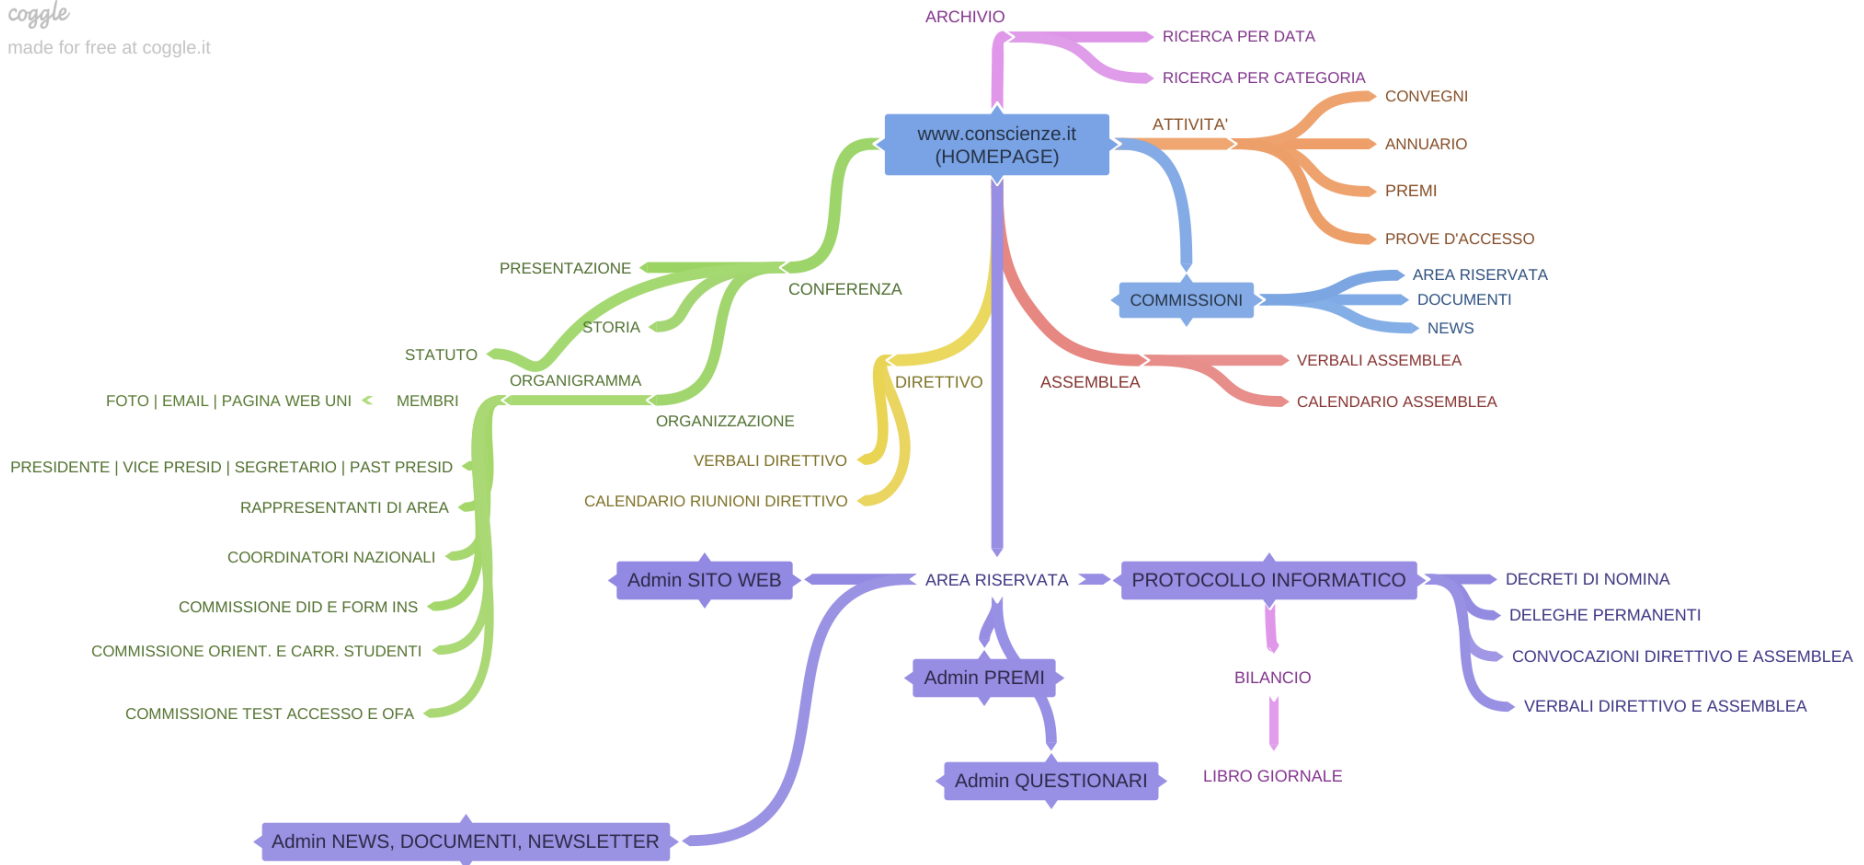 coggle
made for free at coggle.it
ARCHIVIO
RICERCA PER DATA
RICERCA PER CATEGORIA
www.conscienze.it
(HOMEPAGE)
ATTIVITA'
CONVEGNI
ANNUARIO
PREMI
PROVE D'ACCESSO
COMMISSIONI
AREA RISERVATA
DOCUMENTI
NEWS
CONFERENZA
PRESENTAZIONE
STORIA
STATUTO
ORGANIGRAMMA
ORGANIZZAZIONE
MEMBRI
FOTO | EMAIL | PAGINA WEB UNI
PRESIDENTE | VICE PRESID | SEGRETARIO | PAST PRESID
RAPPRESENTANTI DI AREA
COORDINATORI NAZIONALI
COMMISSIONE DID E FORM INS
COMMISSIONE ORIENT. E CARR. STUDENTI
COMMISSIONE TEST ACCESSO E OFA
DIRETTIVO
VERBALI DIRETTIVO
CALENDARIO RIUNIONI DIRETTIVO
ASSEMBLEA
VERBALI ASSEMBLEA
CALENDARIO ASSEMBLEA
AREA RISERVATA
Admin SITO WEB
PROTOCOLLO INFORMATICO
DECRETI DI NOMINA
DELEGHE PERMANENTI
CONVOCAZIONI DIRETTIVO E ASSEMBLEA
VERBALI DIRETTIVO E ASSEMBLEA
BILANCIO
LIBRO GIORNALE
Admin PREMI
Admin QUESTIONARI
Admin NEWS, DOCUMENTI, NEWSLETTER